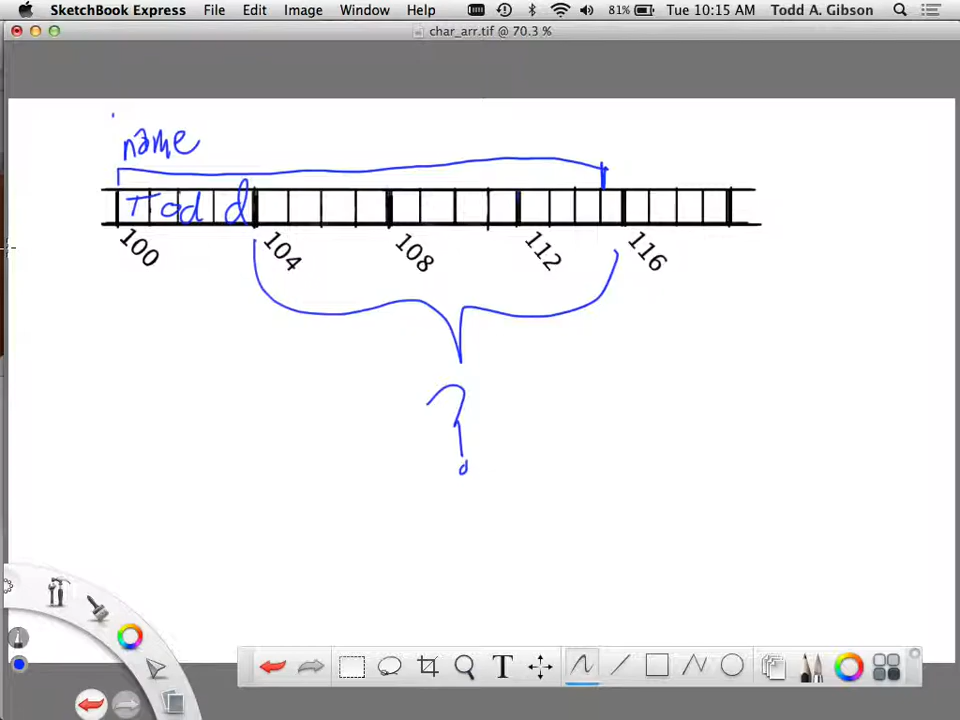 SketchBook Express File Edit Image Window Help 81% Tue 10:15 AM Todd A. Gibson
char_arr.tif @ 70.3 %
name
Todd
100 104 108 112 116
?
T